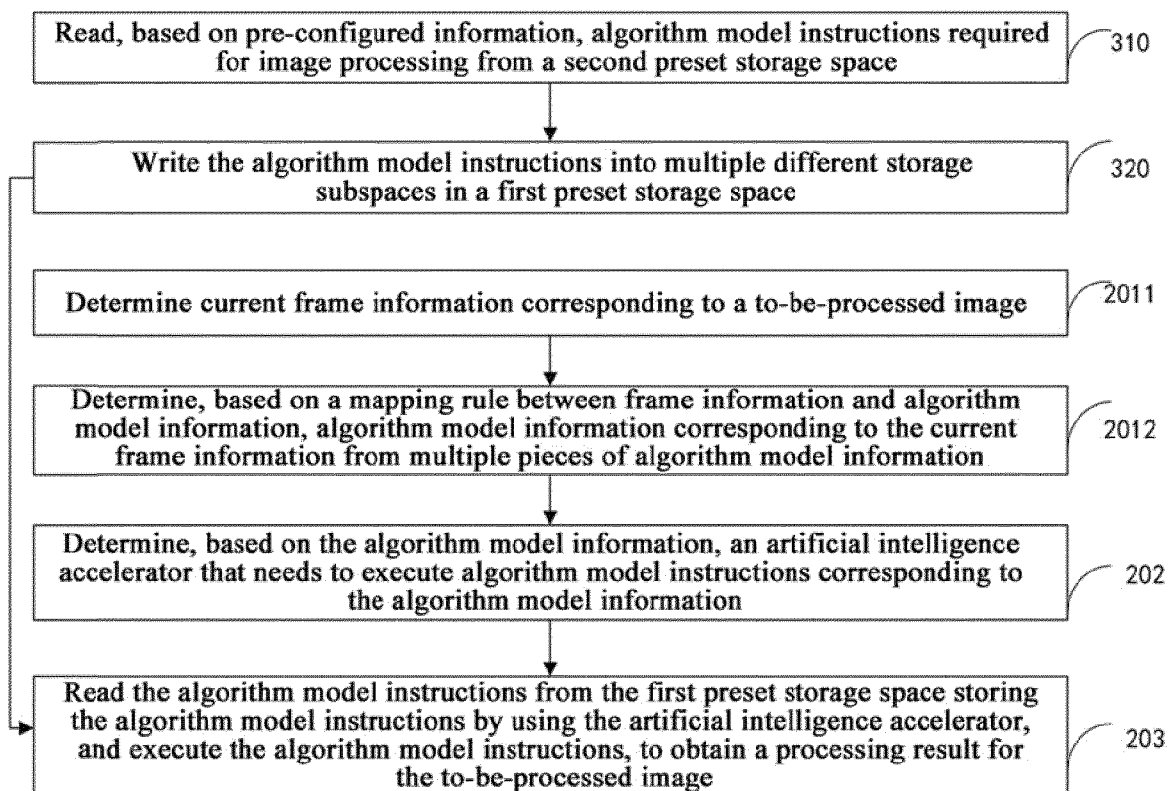 Read, based on pre-configured information, algorithm model instructions required
for image processing from a second preset storage space
310
Write the algorithm model instructions into multiple different storage
subspaces in a first preset storage space
320
Determine current frame information corresponding to a to-be-processed image
2011
Determine, based on a mapping rule between frame information and algorithm
model information, algorithm model information corresponding to the current
frame information from multiple pieces of algorithm model information
2012
Determine, based on the algorithm model information, an artificial intelligence
accelerator that needs to execute algorithm model instructions corresponding to
the algorithm model information
202
Read the algorithm model instructions from the first preset storage space storing
the algorithm model instructions by using the artificial intelligence accelerator,
and execute the algorithm model instructions, to obtain a processing result for
the to-be-processed image
203